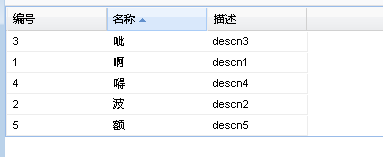 编号 名称 描述
3 呲 descn3
1 啊 descn1
4 嘚 descn4
2 波 descn2
5 额 descn5